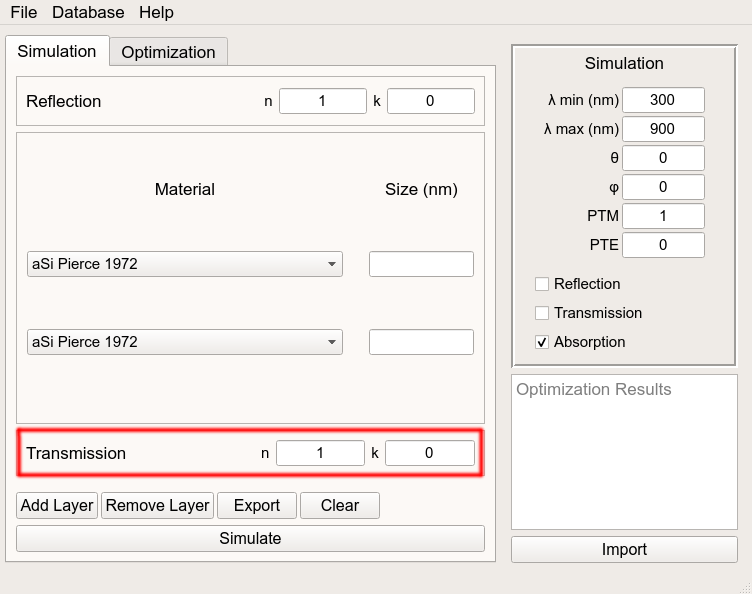 File Database Help
Simulation Optimization
Reflection n 1 k 0
Material Size (nm)
aSi Pierce 1972
aSi Pierce 1972
Transmission n 1 k 0
Add Layer Remove Layer Export Clear
Simulate
Simulation
λ min (nm) 300
λ max (nm) 900
θ 0
φ 0
PTM 1
PTE 0
Reflection
Transmission
Absorption
Optimization Results
Import